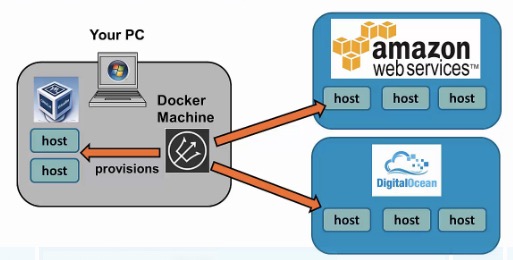 Your PC
Docker
Machine
host
host
provisions
amazon
web services™
host
host
host
DigitalOcean
host
host
host